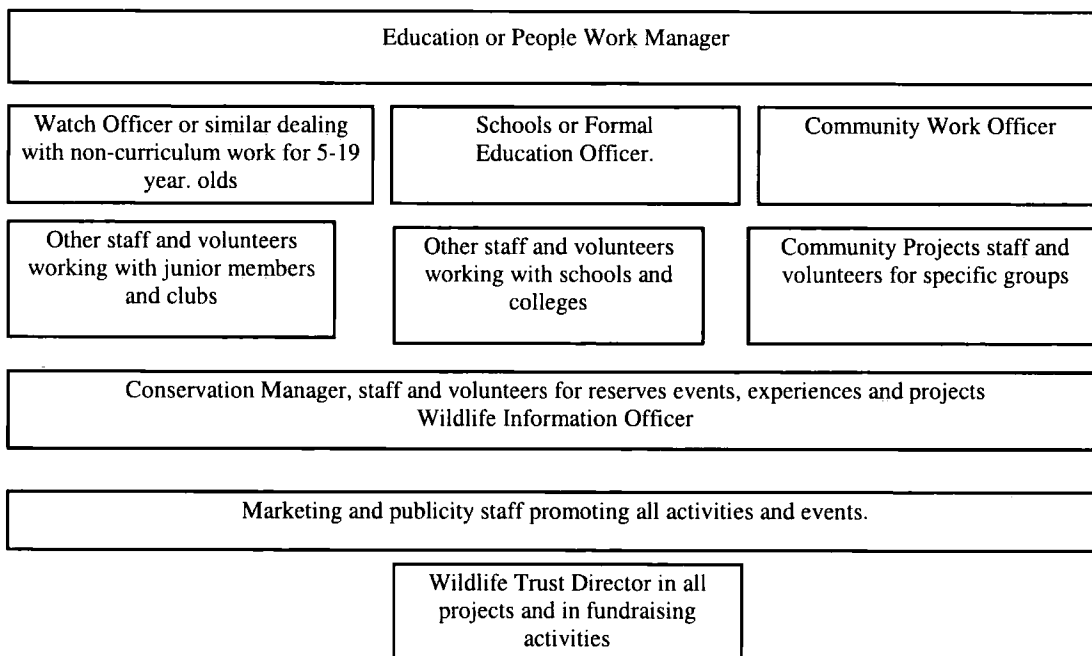 Education or People Work Manager
Watch Officer or similar dealing
with non-curriculum work for 5-19
year. olds
Schools or Formal
Education Officer.
Community Work Officer
Other staff and volunteers
working with junior members
and clubs
Other staff and volunteers
working with schools and
colleges
Community Projects staff and
volunteers for specific groups
Conservation Manager, staff and volunteers for reserves events, experiences and projects
Wildlife Information Officer
Marketing and publicity staff promoting all activities and events.
Wildlife Trust Director in all
projects and in fundraising
activities